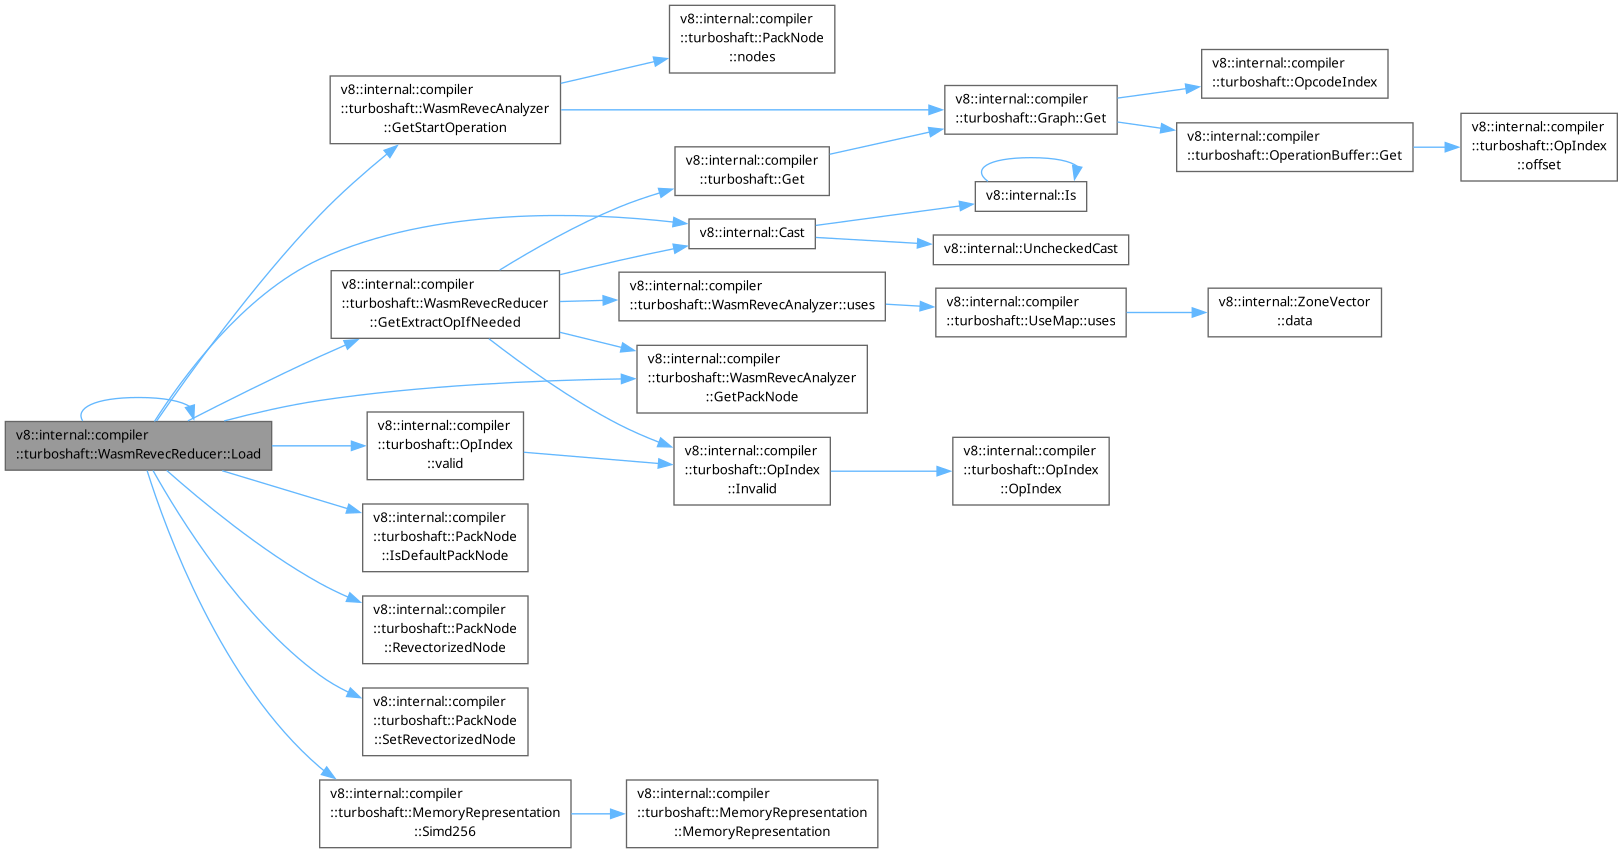 v8::internal::compiler
::turboshaft::WasmRevecReducer::Load
v8::internal::compiler
::turboshaft::WasmRevecAnalyzer
::GetStartOperation
v8::internal::compiler
::turboshaft::PackNode
::nodes
v8::internal::compiler
::turboshaft::Graph::Get
v8::internal::compiler
::turboshaft::OpcodeIndex
v8::internal::compiler
::turboshaft::OperationBuffer::Get
v8::internal::compiler
::turboshaft::OpIndex
::offset
v8::internal::compiler
::turboshaft::Get
v8::internal::Cast
v8::internal::Is
v8::internal::UncheckedCast
v8::internal::compiler
::turboshaft::WasmRevecReducer
::GetExtractOpIfNeeded
v8::internal::compiler
::turboshaft::WasmRevecAnalyzer::uses
v8::internal::compiler
::turboshaft::UseMap::uses
v8::internal::ZoneVector
::data
v8::internal::compiler
::turboshaft::WasmRevecAnalyzer
::GetPackNode
v8::internal::compiler
::turboshaft::OpIndex
::valid
v8::internal::compiler
::turboshaft::OpIndex
::Invalid
v8::internal::compiler
::turboshaft::OpIndex
::OpIndex
v8::internal::compiler
::turboshaft::PackNode
::IsDefaultPackNode
v8::internal::compiler
::turboshaft::PackNode
::RevectorizedNode
v8::internal::compiler
::turboshaft::PackNode
::SetRevectorizedNode
v8::internal::compiler
::turboshaft::MemoryRepresentation
::Simd256
v8::internal::compiler
::turboshaft::MemoryRepresentation
::MemoryRepresentation